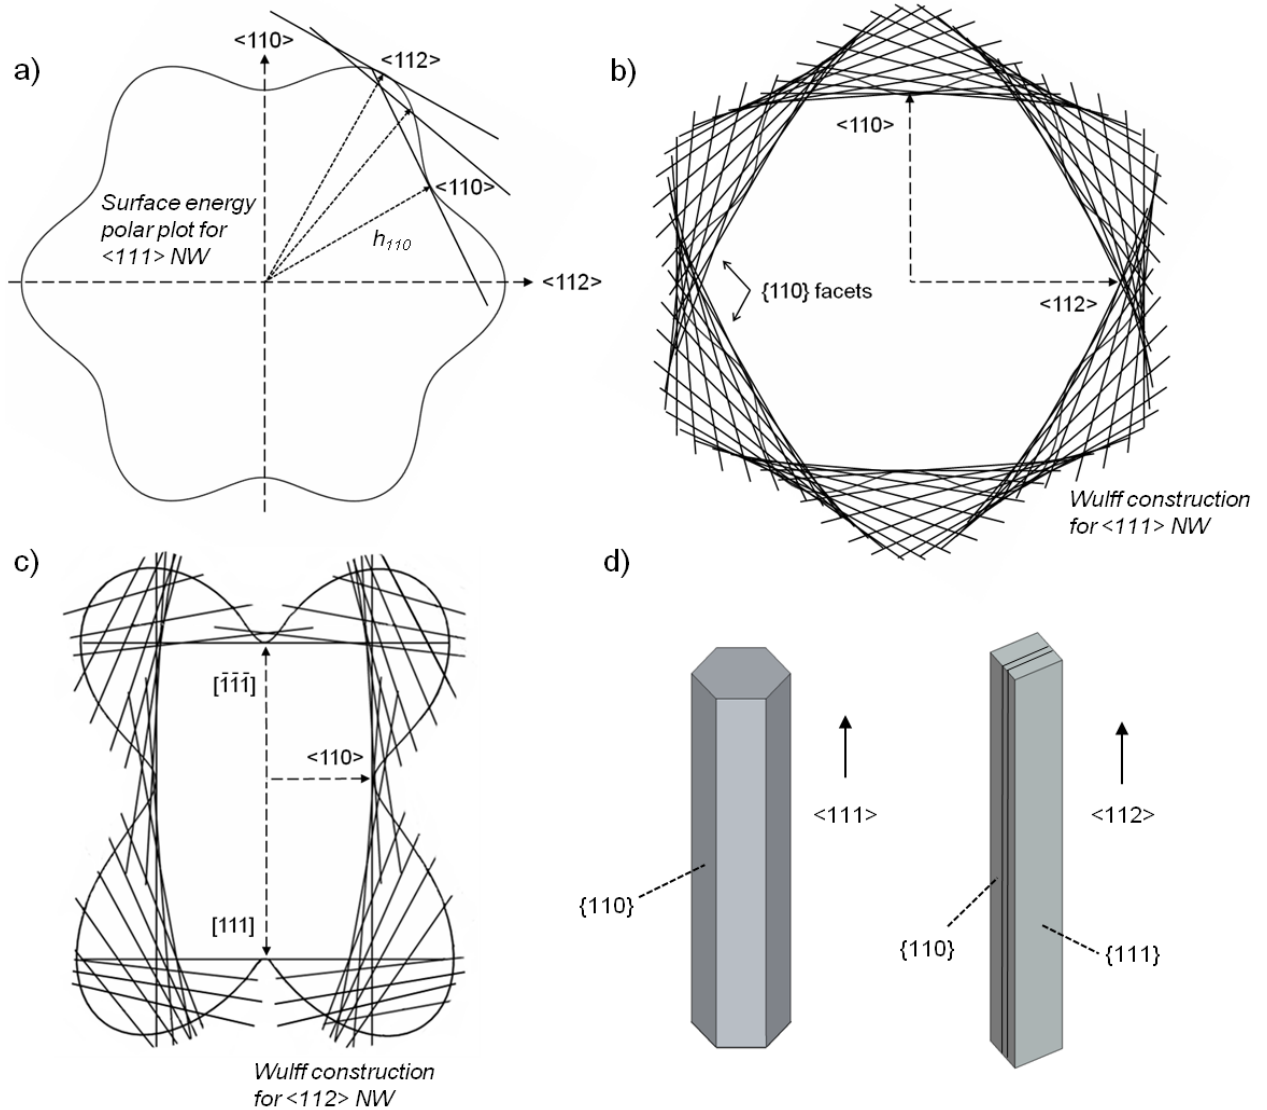 a)
<110>
<112>
<110>
h110
Surface energy
polar plot for
<111> NW
<112>
b)
<110>
<112>
{110} facets
Wulff construction
for <111> NW
c)
[1̄1̄1̄]
<110>
[111]
Wulff construction
for <112> NW
d)
<111>
{110}
<112>
{110}
{111}